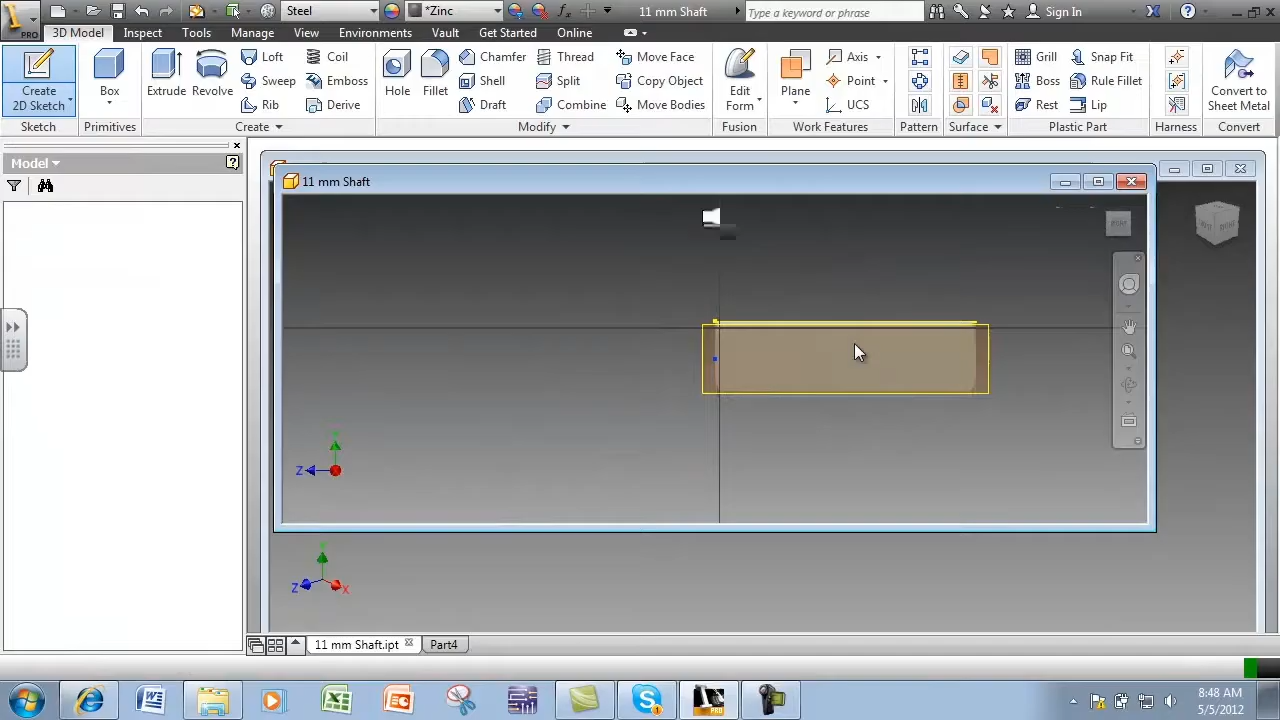 Steel
*Zinc
fx
11 mm Shaft
Type a keyword or phrase
Sign In
PRO
3D Model
Inspect
Tools
Manage
View
Environments
Vault
Get Started
Online
Create
2D Sketch
Box
Extrude
Revolve
Loft
Sweep
Rib
Coil
Emboss
Derive
Hole
Fillet
Chamfer
Shell
Draft
Thread
Split
Combine
Move Face
Copy Object
Move Bodies
Edit
Form
Plane
Axis
Point
UCS
Grill
Boss
Rest
Snap Fit
Rule Fillet
Lip
Convert to
Sheet Metal
Sketch
Primitives
Create
Modify
Fusion
Work Features
Pattern
Surface
Plastic Part
Harness
Convert
Model
11 mm Shaft
Z
Z
X
11 mm Shaft.ipt
Part4
PRO
8:48 AM
5/5/2012